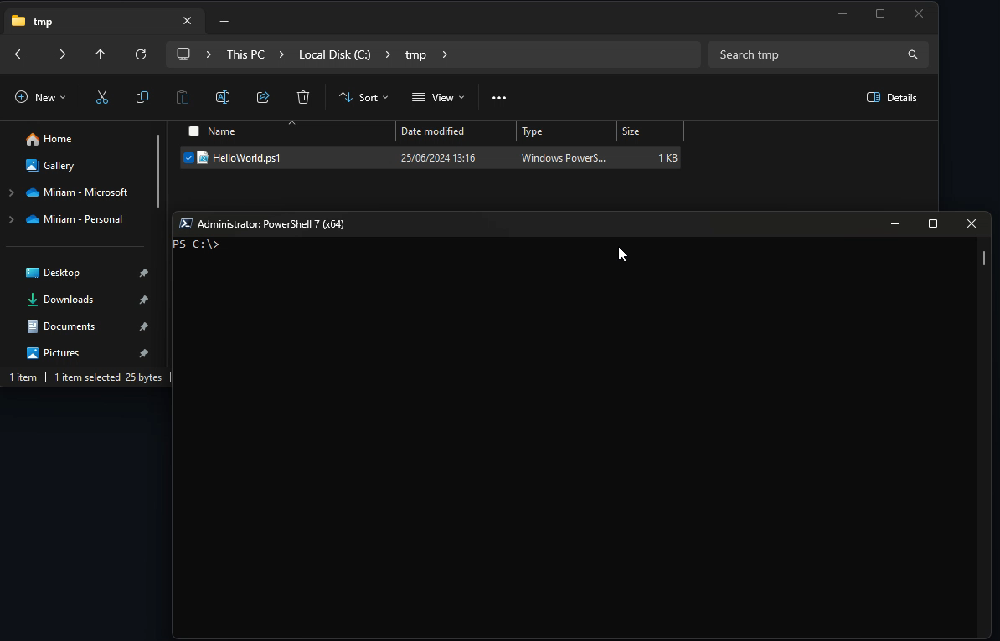 tmp
This PC > Local Disk (C:) > tmp >
Search tmp
New
Sort
View
Details
Name
Date modified
Type
Size
HelloWorld.ps1
25/06/2024 13:16
Windows PowerS...
1 KB
Home
Gallery
Miriam - Microsoft
Miriam - Personal
Desktop
Downloads
Documents
Pictures
1 item
1 item selected 25 bytes
Administrator: PowerShell 7 (x64)
PS C:\>